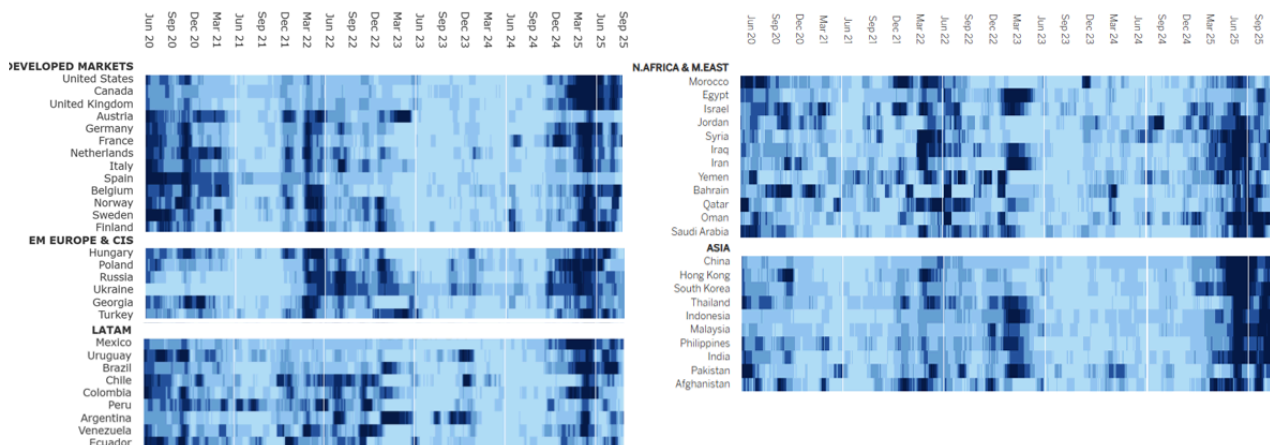 Jun 20 Sep 20 Dec 20 Mar 21 Jun 21 Sep 21 Dec 21 Mar 22 Jun 22 Sep 22 Dec 22 Mar 23 Jun 23 Sep 23 Dec 23 Mar 24 Jun 24 Sep 24 Dec 24 Mar 25 Jun 25 Sep 25
DEVELOPED MARKETS
United States
Canada
United Kingdom
Austria
Germany
France
Netherlands
Italy
Spain
Belgium
Norway
Sweden
Finland
EM EUROPE & CIS
Hungary
Poland
Russia
Ukraine
Georgia
Turkey
LATAM
Mexico
Uruguay
Brazil
Chile
Colombia
Peru
Argentina
Venezuela
Ecuador
Jun 20 Sep 20 Dec 20 Mar 21 Jun 21 Sep 21 Dec 21 Mar 22 Jun 22 Sep 22 Dec 22 Mar 23 Jun 23 Sep 23 Dec 23 Mar 24 Jun 24 Sep 24 Dec 24 Mar 25 Jun 25 Sep 25
N.AFRICA & M.EAST
Morocco
Egypt
Israel
Jordan
Syria
Iraq
Iran
Yemen
Bahrain
Qatar
Oman
Saudi Arabia
ASIA
China
Hong Kong
South Korea
Thailand
Indonesia
Malaysia
Philippines
India
Pakistan
Afghanistan